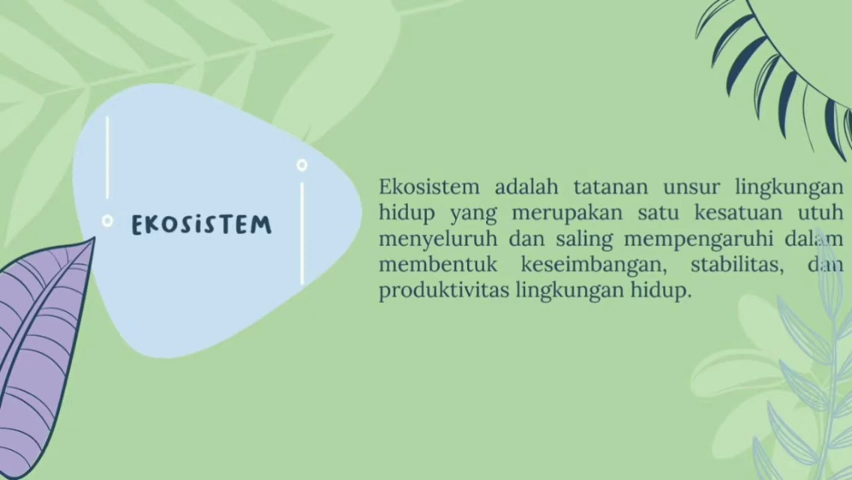 EKOSISTEM
Ekosistem adalah tatanan unsur lingkungan
hidup yang merupakan satu kesatuan utuh
menyeluruh dan saling mempengaruhi dalam
membentuk keseimbangan, stabilitas, dan
produktivitas lingkungan hidup.